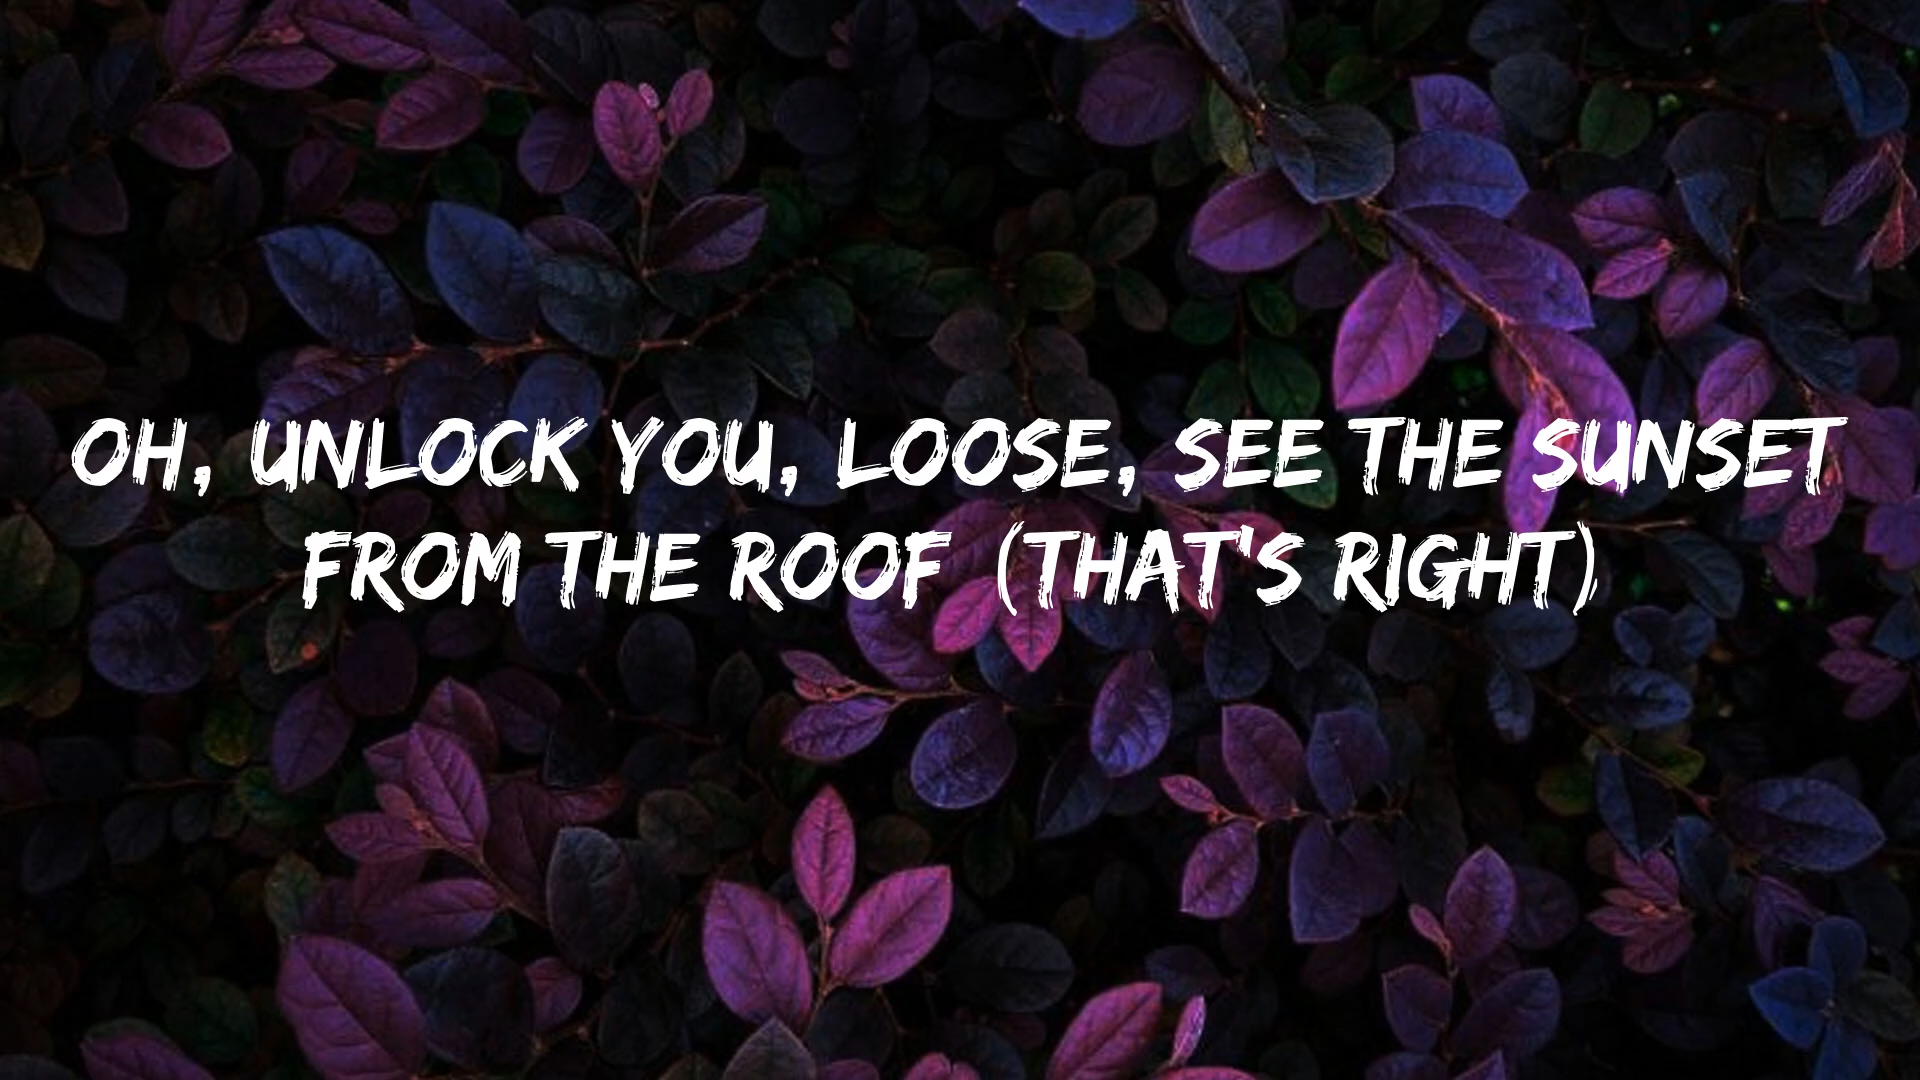 OH, UNLOCK YOU, LOOSE, SEE THE SUNSET
FROM THE ROOF (THAT'S RIGHT)